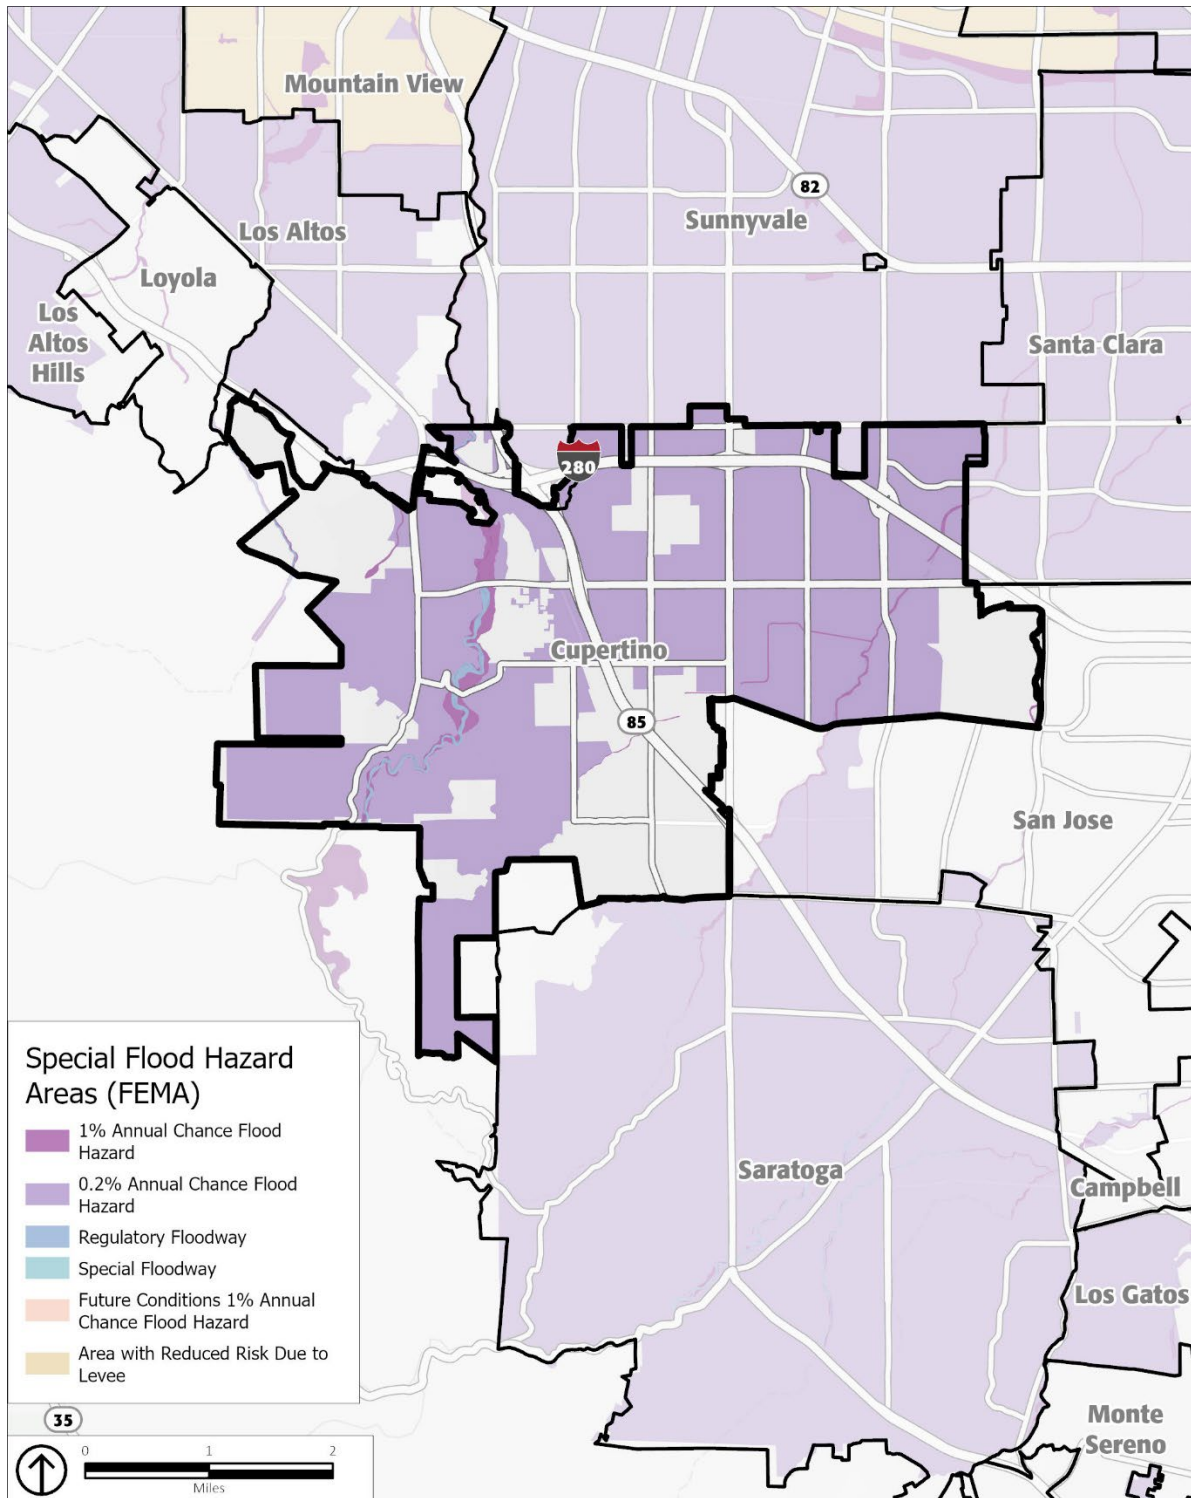 Mountain View
82
Sunnyvale
Los Altos
Loyola
Los
Altos
Hills
Santa Clara
280
Cupertino
85
San Jose
Special Flood Hazard
Areas (FEMA)
1% Annual Chance Flood
Hazard
0.2% Annual Chance Flood
Hazard
Regulatory Floodway
Special Floodway
Future Conditions 1% Annual
Chance Flood Hazard
Area with Reduced Risk Due to
Levee
Saratoga
Campbell
Los Gatos
Monte
Sereno
35
0 1 2
Miles